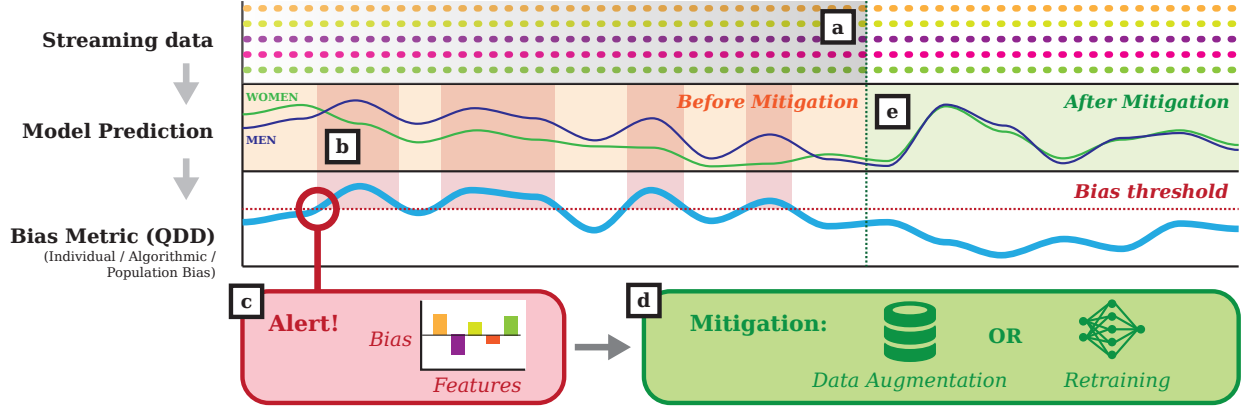 Streaming data
a
Model Prediction
WOMEN
MEN
b
Before Mitigation
e
After Mitigation
Bias threshold
Bias Metric (QDD)
(Individual / Algorithmic /
Population Bias)
c
Alert!
Bias
Features
d
Mitigation:
OR
Data Augmentation
Retraining